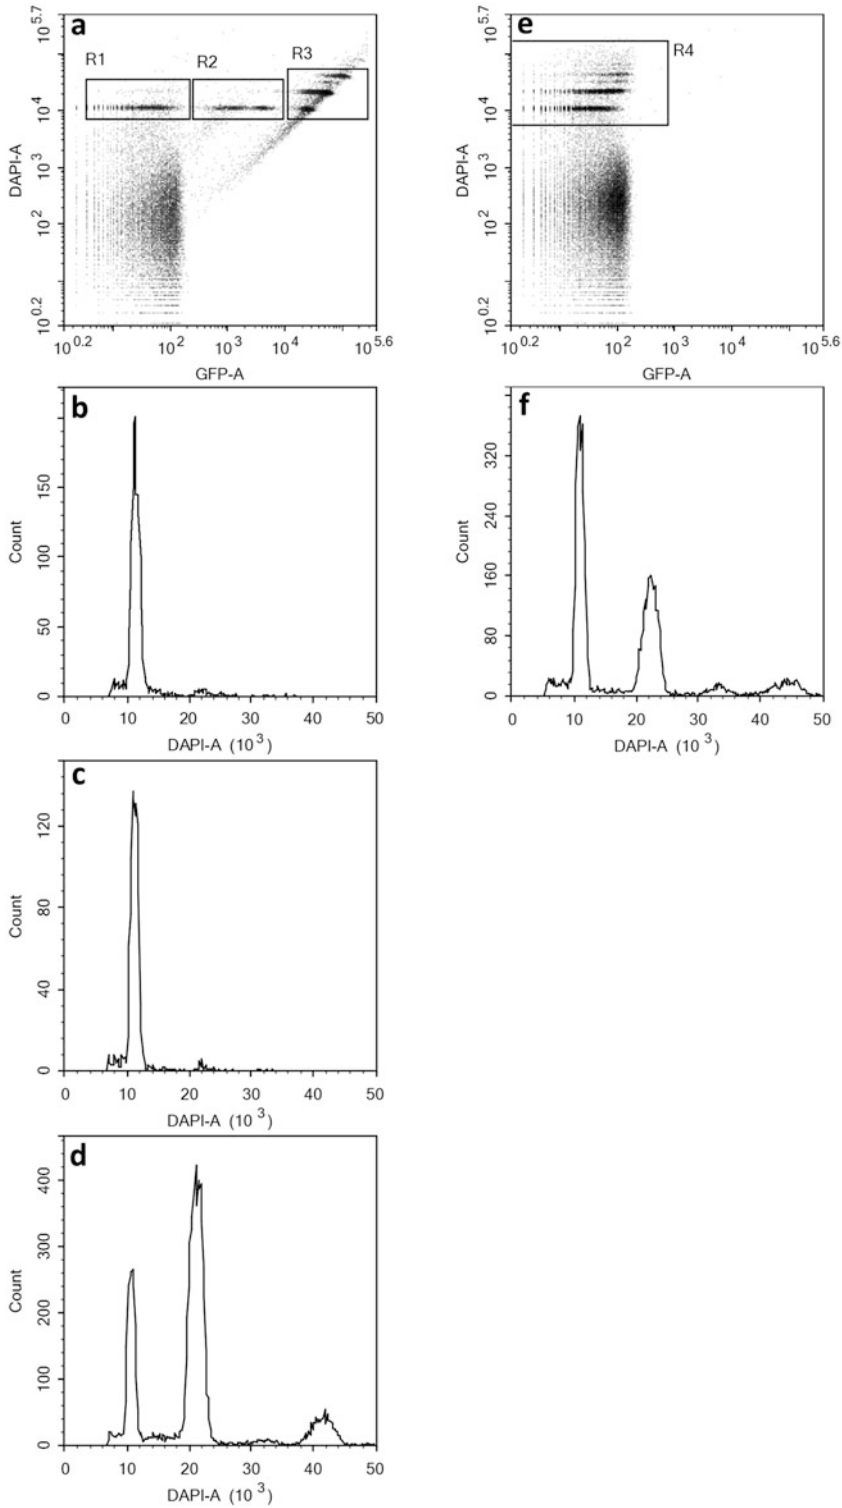 a
R1
R2
R3
DAPI-A
10 5.7
10 4
10 3
10 2
10 0.2
10 0.2
10 2
10 3
10 4
10 5.6
GFP-A
e
R4
DAPI-A
10 5.7
10 4
10 3
10 2
10 0.2
10 0.2
10 2
10 3
10 4
10 5.6
GFP-A
b
Count
150
100
50
0
0 10 20 30 40 50
DAPI-A (10 3)
f
Count
320
240
160
80
0
0 10 20 30 40 50
DAPI-A (10 3)
c
Count
120
80
40
0
0 10 20 30 40 50
DAPI-A (10 3)
d
Count
400
300
200
100
0
0 10 20 30 40 50
DAPI-A (10 3)